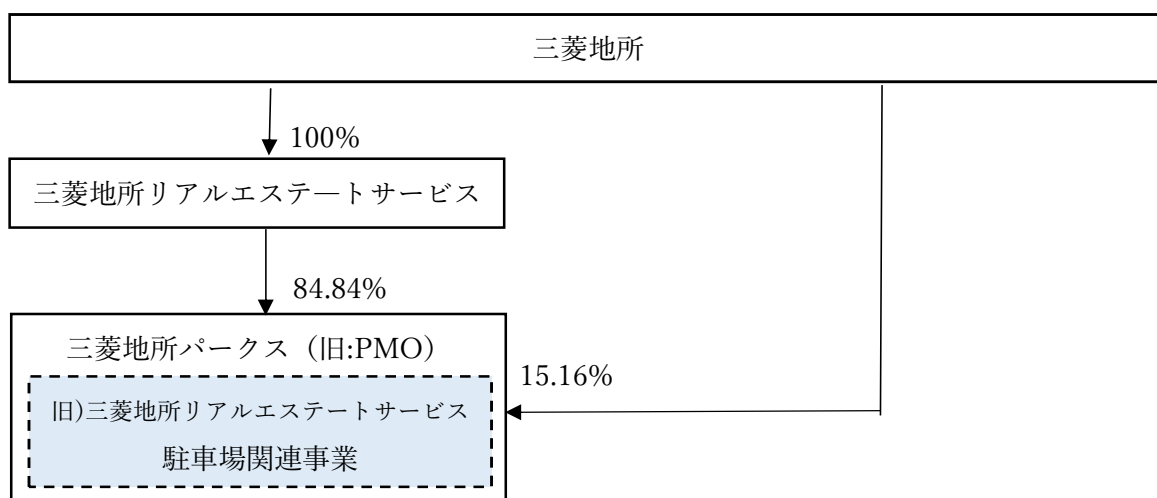 三菱地所
100%
三菱地所リアルエステ―トサービス
84.84%
三菱地所パークス（旧:PMO）
15.16%
旧)三菱地所リアルエステートサービス
駐車場関連事業